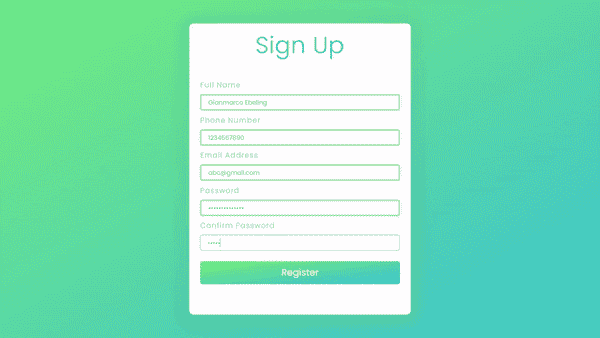 Sign Up
Full Name
Gianmarco Ebeling
Phone Number
1234567890
Email Address
abc@gmail.com
Password
Confirm Password
Register